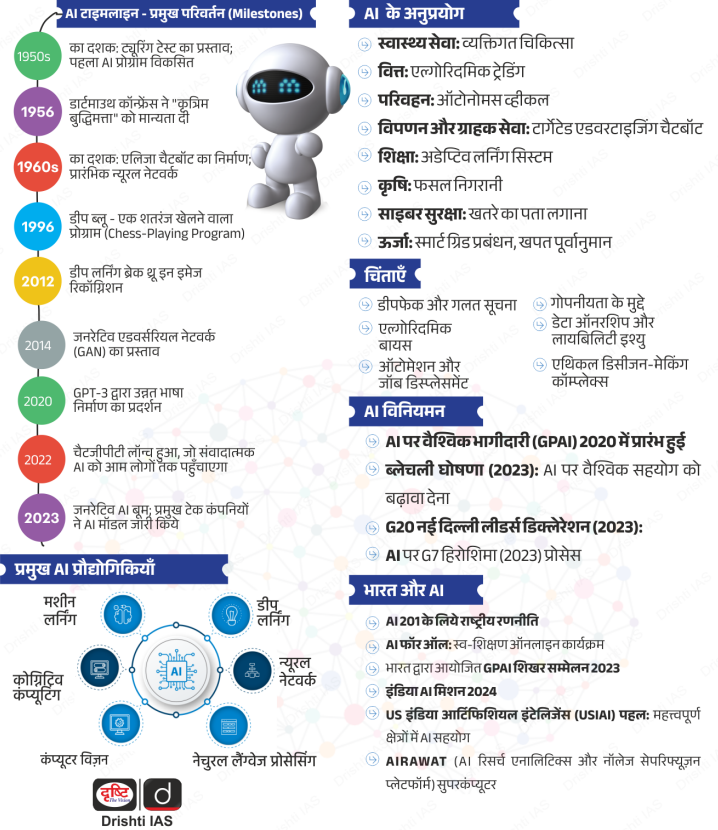 AI टाइमलाइन - प्रमुख परिवर्तन (Milestones)
1950s
का दशक: ट्यूरिंग टेस्ट का प्रस्ताव;
पहला AI प्रोग्राम विकसित
1956
डार्टमाउथ कॉन्फ्रेंस ने "कृत्रिम
बुद्धिमत्ता" को मान्यता दी
1960s
का दशक: एलिजा चैटबॉट का निर्माण;
प्रारंभिक न्यूरल नेटवर्क
1996
डीप ब्लू - एक शतरंज खेलने वाला
प्रोग्राम (Chess-Playing Program)
2012
डीप लर्निंग ब्रेक थ्रू इन इमेज
रिकॉग्निशन
2014
जनरेटिव एडवर्सरियल नेटवर्क
(GAN) का प्रस्ताव
2020
GPT-3 द्वारा उन्नत भाषा
निर्माण का प्रदर्शन
2022
चैटजीपीटी लॉन्च हुआ, जो संवादात्मक
AI को आम लोगों तक पहुँचाएगा
2023
जनरेटिव AI बूम; प्रमुख टेक कंपनियों
ने AI मॉडल जारी किये
प्रमुख AI प्रौद्योगिकियाँ
मशीन
लर्निंग
डीप
लर्निंग
कोग्निटिव
कंप्यूटिंग
AI
न्यूरल
नेटवर्क
कंप्यूटर विज़न
नेचुरल लैंग्वेज प्रोसेसिंग
दृष्टि
The Vision
d
Drishti IAS
AI के अनुप्रयोग
स्वास्थ्य सेवा: व्यक्तिगत चिकित्सा
वित्त: एल्गोरिदमिक ट्रेडिंग
परिवहन: ऑटोनोमस व्हीकल
विपणन और ग्राहक सेवा: टार्गेटेड एडवरटाइजिंग चैटबॉट
शिक्षा: अडेप्टिव लर्निंग सिस्टम
कृषि: फसल निगरानी
साइबर सुरक्षा: खतरे का पता लगाना
ऊर्जा: स्मार्ट ग्रिड प्रबंधन, खपत पूर्वानुमान
चिंताएँ
डीपफेक और गलत सूचना
एल्गोरिदमिक
बायस
ऑटोमेशन और
जॉब डिस्प्लेसमेंट
गोपनीयता के मुद्दे
डेटा ऑनरशिप और
लायबिलिटी इश्यु
एथिकल डिसीजन-मेकिंग
कॉम्प्लेक्स
AI विनियमन
AI पर वैश्विक भागीदारी (GPAI) 2020 में प्रारंभ हुई
ब्लेचली घोषणा (2023): AI पर वैश्विक सहयोग को
बढ़ावा देना
G20 नई दिल्ली लीडर्स डिक्लेरेशन (2023):
AI पर G7 हिरोशिमा (2023) प्रोसेस
भारत और AI
AI 201 के लिये राष्ट्रीय रणनीति
AI फॉर ऑल: स्व-शिक्षण ऑनलाइन कार्यक्रम
भारत द्वारा आयोजित GPAI शिखर सम्मेलन 2023
इंडिया AI मिशन 2024
US इंडिया आर्टिफिशियल इंटेलिजेंस (USIAI) पहल: महत्त्वपूर्ण
क्षेत्रों में AI सहयोग
AIRAWAT (AI रिसर्च एनालिटिक्स और नॉलेज सेपरिफ्यूज़न
प्लेटफॉर्म) सुपरकंप्यूटर